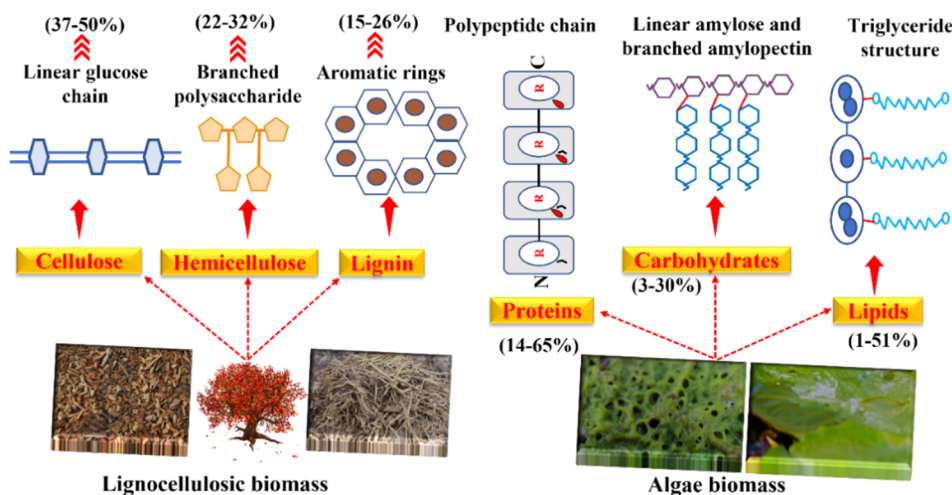 (37-50%)
Linear glucose
chain
(22-32%)
Branched
polysaccharide
(15-26%)
Aromatic rings
Polypeptide chain
Linear amylose and
branched amylopectin
Triglyceride
structure
C
R
R
R
R
N
Cellulose
Hemicellulose
Lignin
Proteins
(14-65%)
Carbohydrates
(3-30%)
Lipids
(1-51%)
Lignocellulosic biomass
Algae biomass